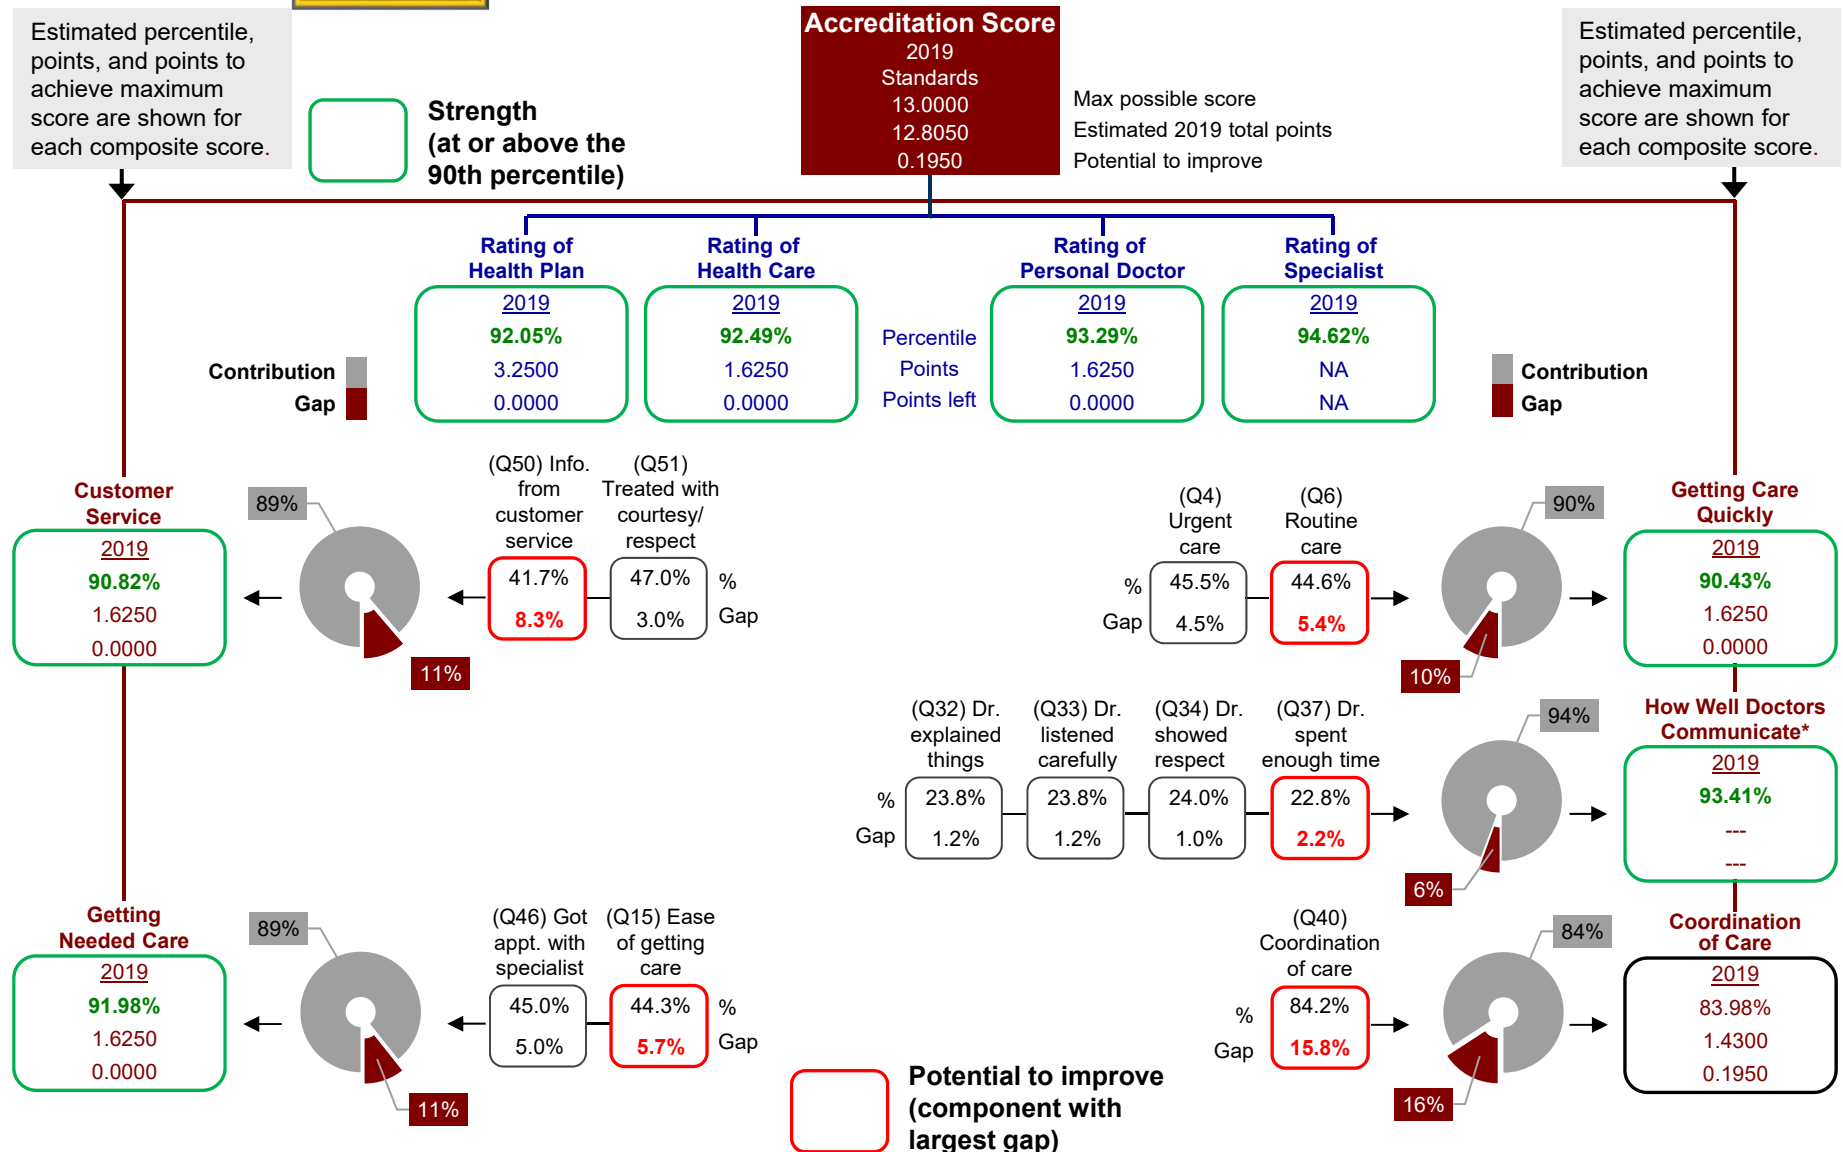 Estimated percentile,
points, and points to
achieve maximum
score are shown for
each composite score.
Strength
(at or above the
90th percentile)
Accreditation Score
2019
Standards
13.0000
12.8050
0.1950
Max possible score
Estimated 2019 total points
Potential to improve
Estimated percentile,
points, and points to
achieve maximum
score are shown for
each composite score.
Rating of
Health Plan
2019
92.05%
3.2500
0.0000
Rating of
Health Care
2019
92.49%
1.6250
0.0000
Percentile
Points
Points left
Rating of
Personal Doctor
2019
93.29%
1.6250
0.0000
Rating of
Specialist
2019
94.62%
NA
NA
Contribution
Gap
Contribution
Gap
Customer
Service
2019
90.82%
1.6250
0.0000
89%
11%
(Q50) Info.
from
customer
service
41.7%
8.3%
(Q51)
Treated with
courtesy/
respect
47.0%
3.0%
%
Gap
(Q4)
Urgent
care
%
Gap
45.5%
4.5%
(Q6)
Routine
care
44.6%
5.4%
90%
10%
Getting Care
Quickly
2019
90.43%
1.6250
0.0000
(Q32) Dr.
explained
things
%
Gap
23.8%
1.2%
(Q33) Dr.
listened
carefully
23.8%
1.2%
(Q34) Dr.
showed
respect
24.0%
1.0%
(Q37) Dr.
spent
enough time
22.8%
2.2%
94%
6%
How Well Doctors
Communicate*
2019
93.41%
---
---
Getting
Needed Care
2019
91.98%
1.6250
0.0000
89%
11%
(Q46) Got
appt. with
specialist
45.0%
5.0%
(Q15) Ease
of getting
care
44.3%
5.7%
%
Gap
(Q40)
Coordination
of care
%
Gap
84.2%
15.8%
84%
16%
Coordination
of Care
2019
83.98%
1.4300
0.1950
Potential to improve
(component with
largest gap)